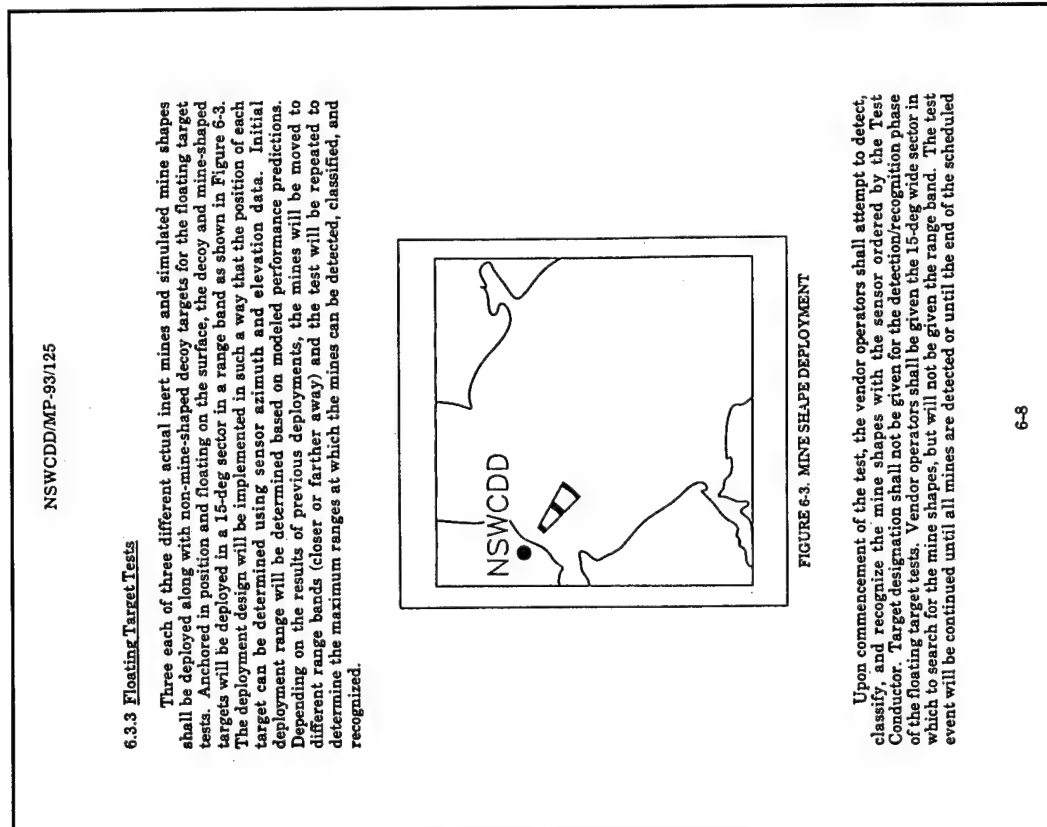 NSWCDD/MP-93/125
6.3.3 Floating Target Tests
Three each of three different actual inert mines and simulated mine shapes
shall be deployed along with non-mine-shaped decoy targets for the floating target
tests. Anchored in position and floating on the surface, the decoy and mine-shaped
targets will be deployed in a 15-deg sector in a range band as shown in Figure 6-3.
The deployment design will be implemented in such a way that the position of each
target can be determined using sensor azimuth and elevation data. Initial
deployment range will be determined based on modeled performance predictions.
Depending on the results of previous deployments, the mines will be moved to
different range bands (closer or farther away) and the test will be repeated to
determine the maximum ranges at which the mines can be detected, classified, and
recognized.
NSWCDD
FIGURE 6-3. MINE SHAPE DEPLOYMENT
Upon commencement of the test, the vendor operators shall attempt to detect,
classify, and recognize the mine shapes with the sensor ordered by the Test
Conductor. Target designation shall not be given for the detection/recognition phase
of the floating target tests. Vendor operators shall be given the 15-deg wide sector in
which to search for the mine shapes, but will not be given the range band. The test
event will be continued until all mines are detected or until the end of the scheduled
6-8